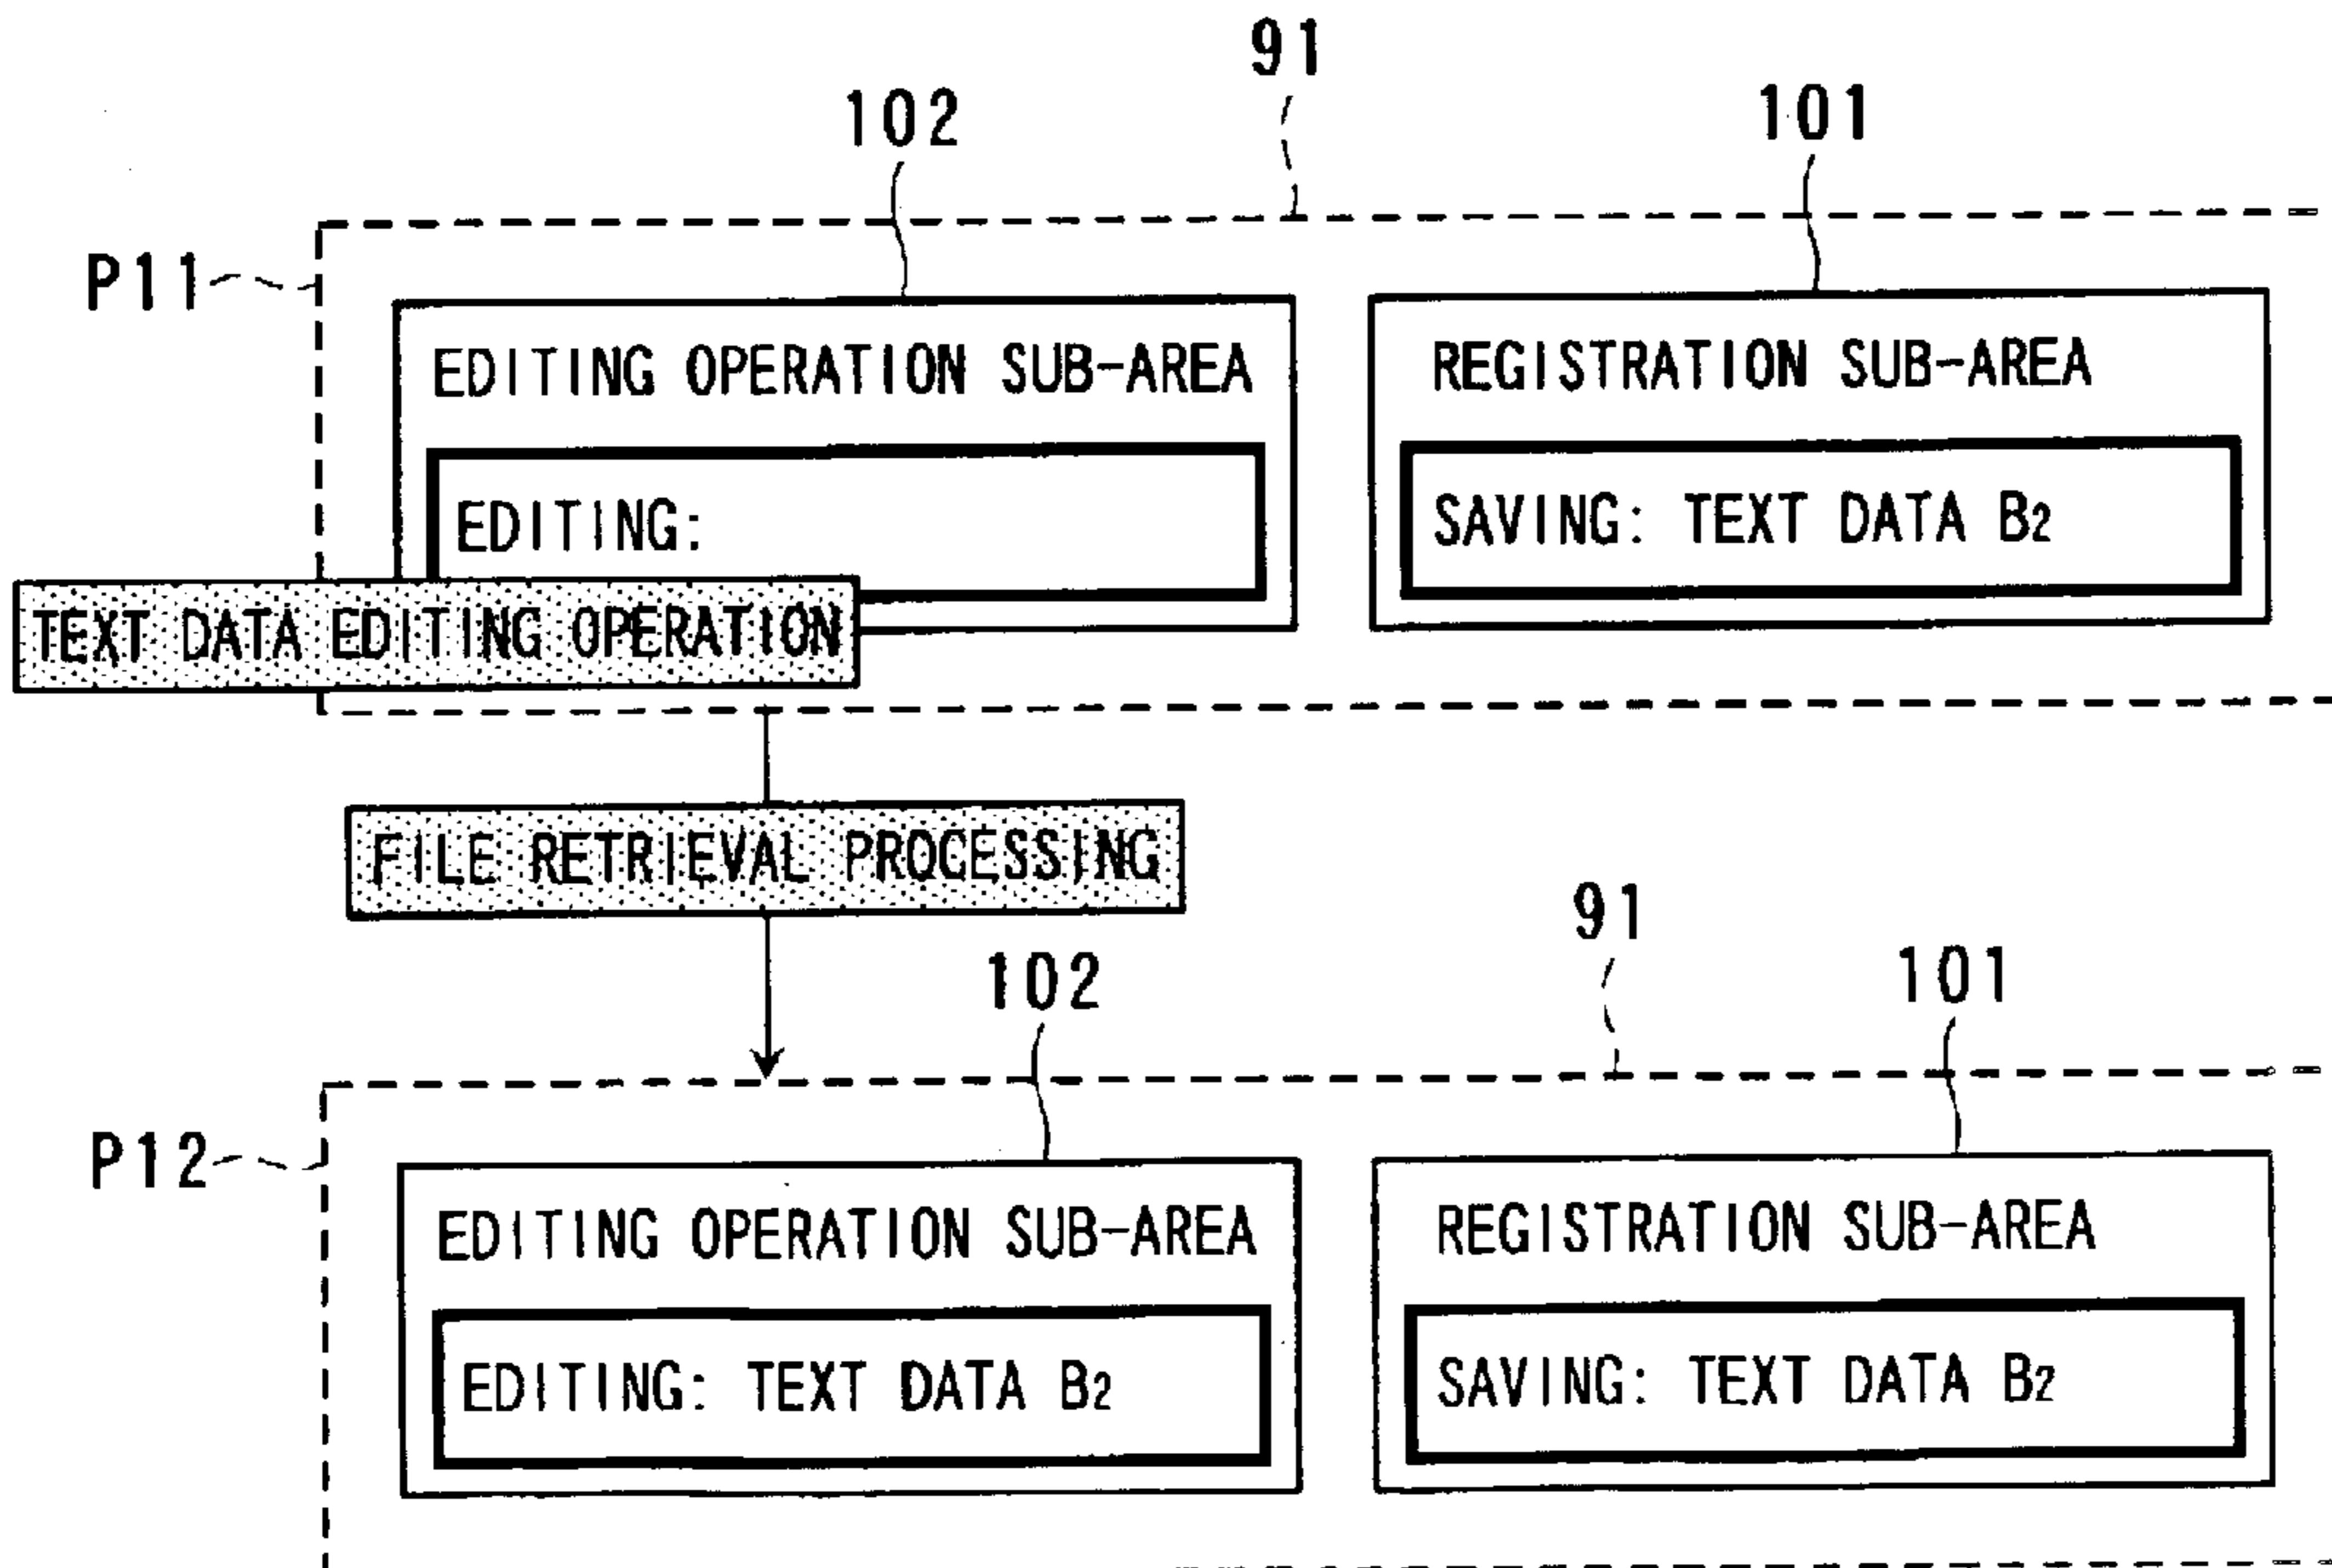 91
102
101
P11
EDITING OPERATION SUB-AREA
REGISTRATION SUB-AREA
EDITING:
SAVING: TEXT DATA B2
TEXT DATA EDITING OPERATION
FILE RETRIEVAL PROCESSING
91
102
101
P12
EDITING OPERATION SUB-AREA
REGISTRATION SUB-AREA
EDITING: TEXT DATA B2
SAVING: TEXT DATA B2